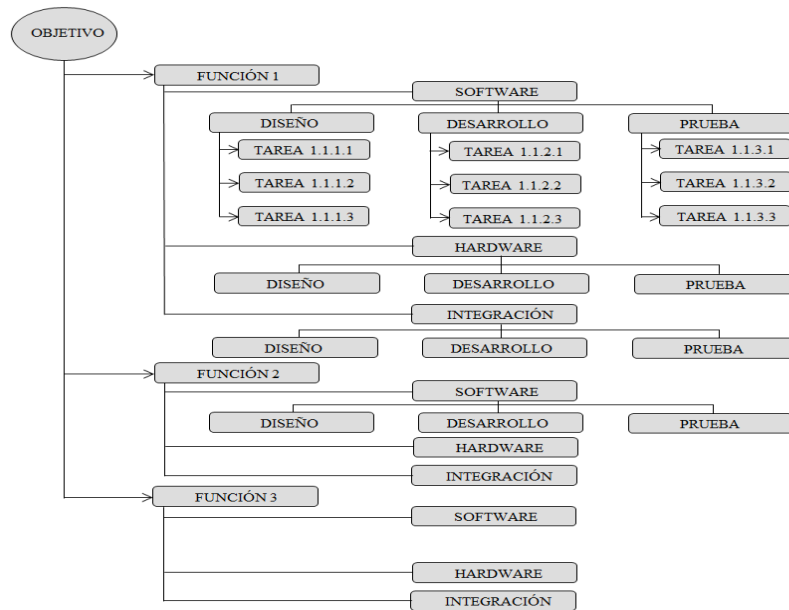 OBJETIVO
FUNCIÓN 1
SOFTWARE
DISEÑO
DESARROLLO
PRUEBA
TAREA 1.1.1.1
TAREA 1.1.2.1
TAREA 1.1.3.1
TAREA 1.1.1.2
TAREA 1.1.2.2
TAREA 1.1.3.2
TAREA 1.1.1.3
TAREA 1.1.2.3
TAREA 1.1.3.3
HARDWARE
DISEÑO
DESARROLLO
PRUEBA
INTEGRACIÓN
DISEÑO
DESARROLLO
PRUEBA
FUNCIÓN 2
SOFTWARE
DISEÑO
DESARROLLO
PRUEBA
HARDWARE
INTEGRACIÓN
FUNCIÓN 3
SOFTWARE
HARDWARE
INTEGRACIÓN